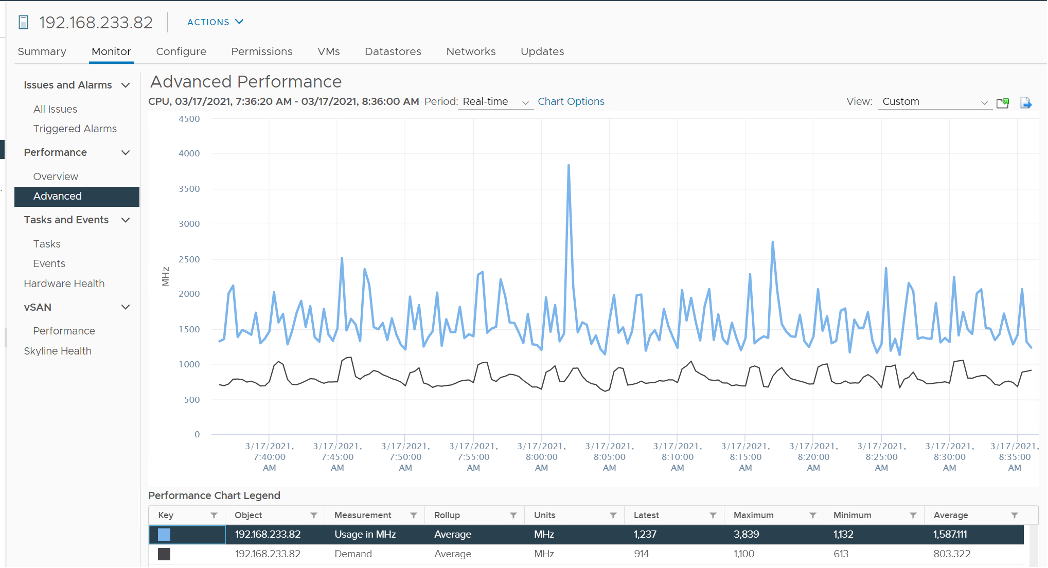 192.168.233.82 ACTIONS
Summary Monitor Configure Permissions VMs Datastores Networks Updates
Issues and Alarms
All Issues
Triggered Alarms
Performance
Overview
Advanced
Tasks and Events
Tasks
Events
Hardware Health
vSAN
Performance
Skyline Health
Advanced Performance
CPU, 03/17/2021, 7:36:20 AM - 03/17/2021, 8:36:00 AM Period: Real-time Chart Options View: Custom
4500
4000
3500
3000
2500
2000
1500
1000
500
0
MHz
3/17/2021, 3/17/2021, 3/17/2021, 3/17/2021, 3/17/2021, 3/17/2021, 3/17/2021, 3/17/2021, 3/17/2021, 3/17/2021, 3/17/2021, 3/17/2021,
7:40:00 7:45:00 7:50:00 7:55:00 8:00:00 8:05:00 8:10:00 8:15:00 8:20:00 8:25:00 8:30:00 8:35:00
AM AM AM AM AM AM AM AM AM AM AM AM
Performance Chart Legend
Key Object Measurement Rollup Units Latest Maximum Minimum Average
192.168.233.82 Usage in MHz Average MHz 1,237 3,839 1,132 1,587.111
192.168.233.82 Demand Average MHz 914 1,100 613 803.322